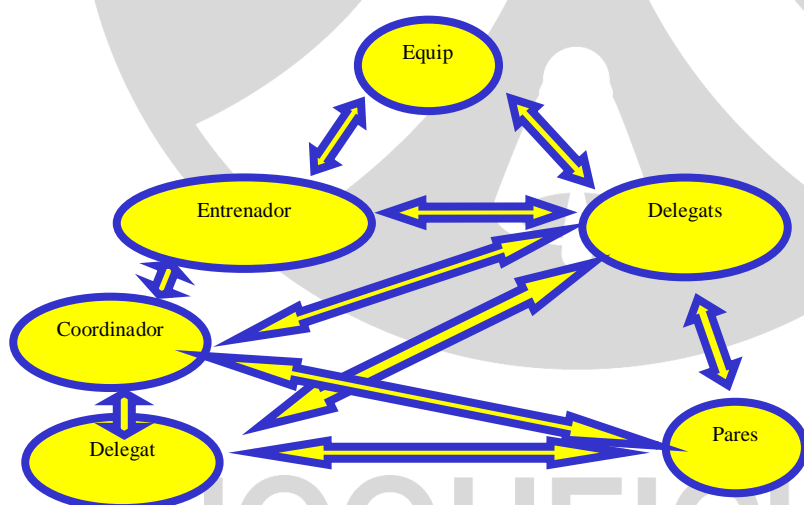 Equip
Entrenador
Delegats
Coordinador
Delegat
Pares